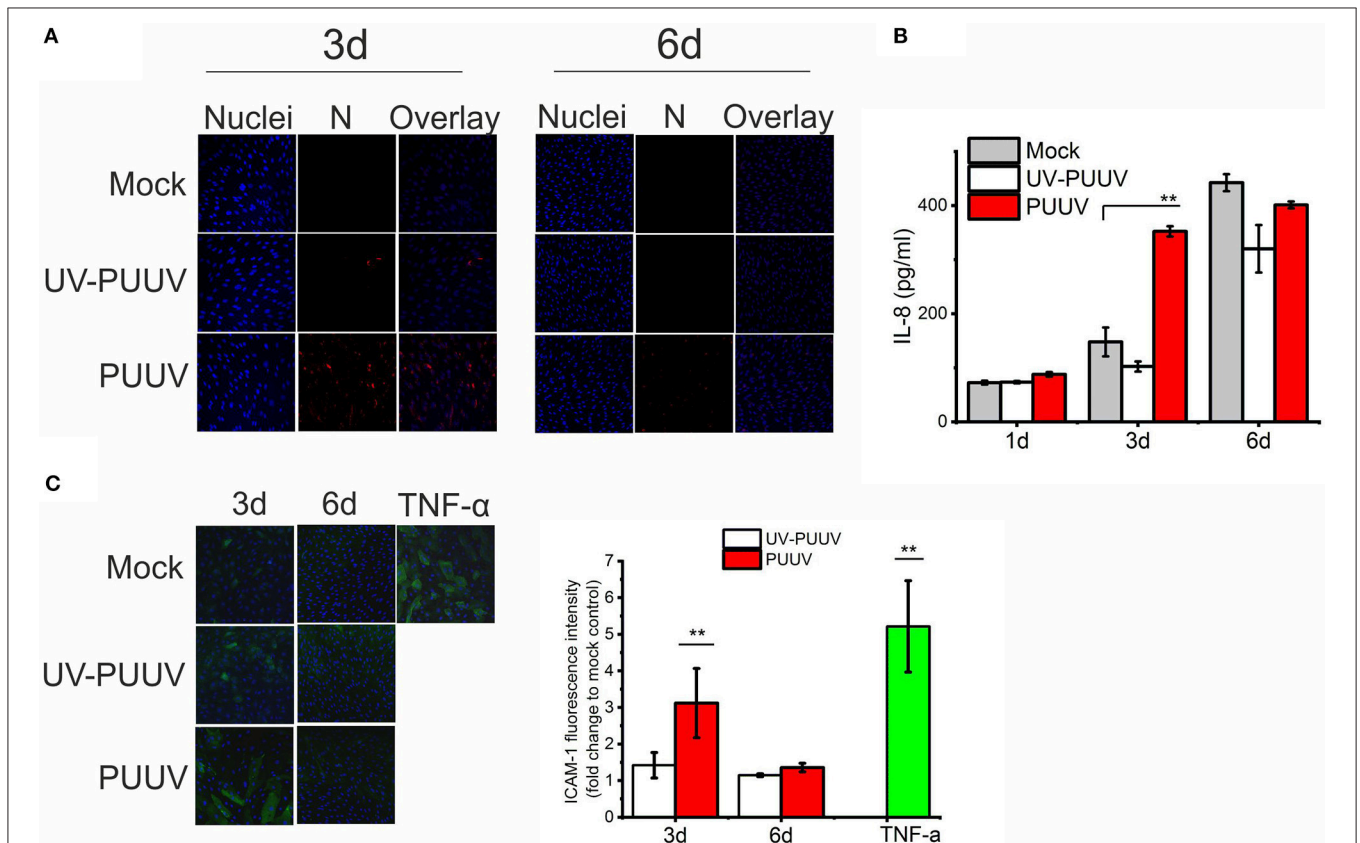 A
3d
6d
Nuclei N Overlay
Nuclei N Overlay
Mock
UV-PUUV
PUUV
B
Mock
UV-PUUV
PUUV
**
IL-8 (pg/ml)
400
200
0
1d 3d 6d
C
3d 6d TNF-α
Mock
UV-PUUV
PUUV
UV-PUUV
PUUV
**
**
ICAM-1 fluorescence intensity
(fold change to mock control)
7
6
5
4
3
2
1
0
3d 6d TNF-a